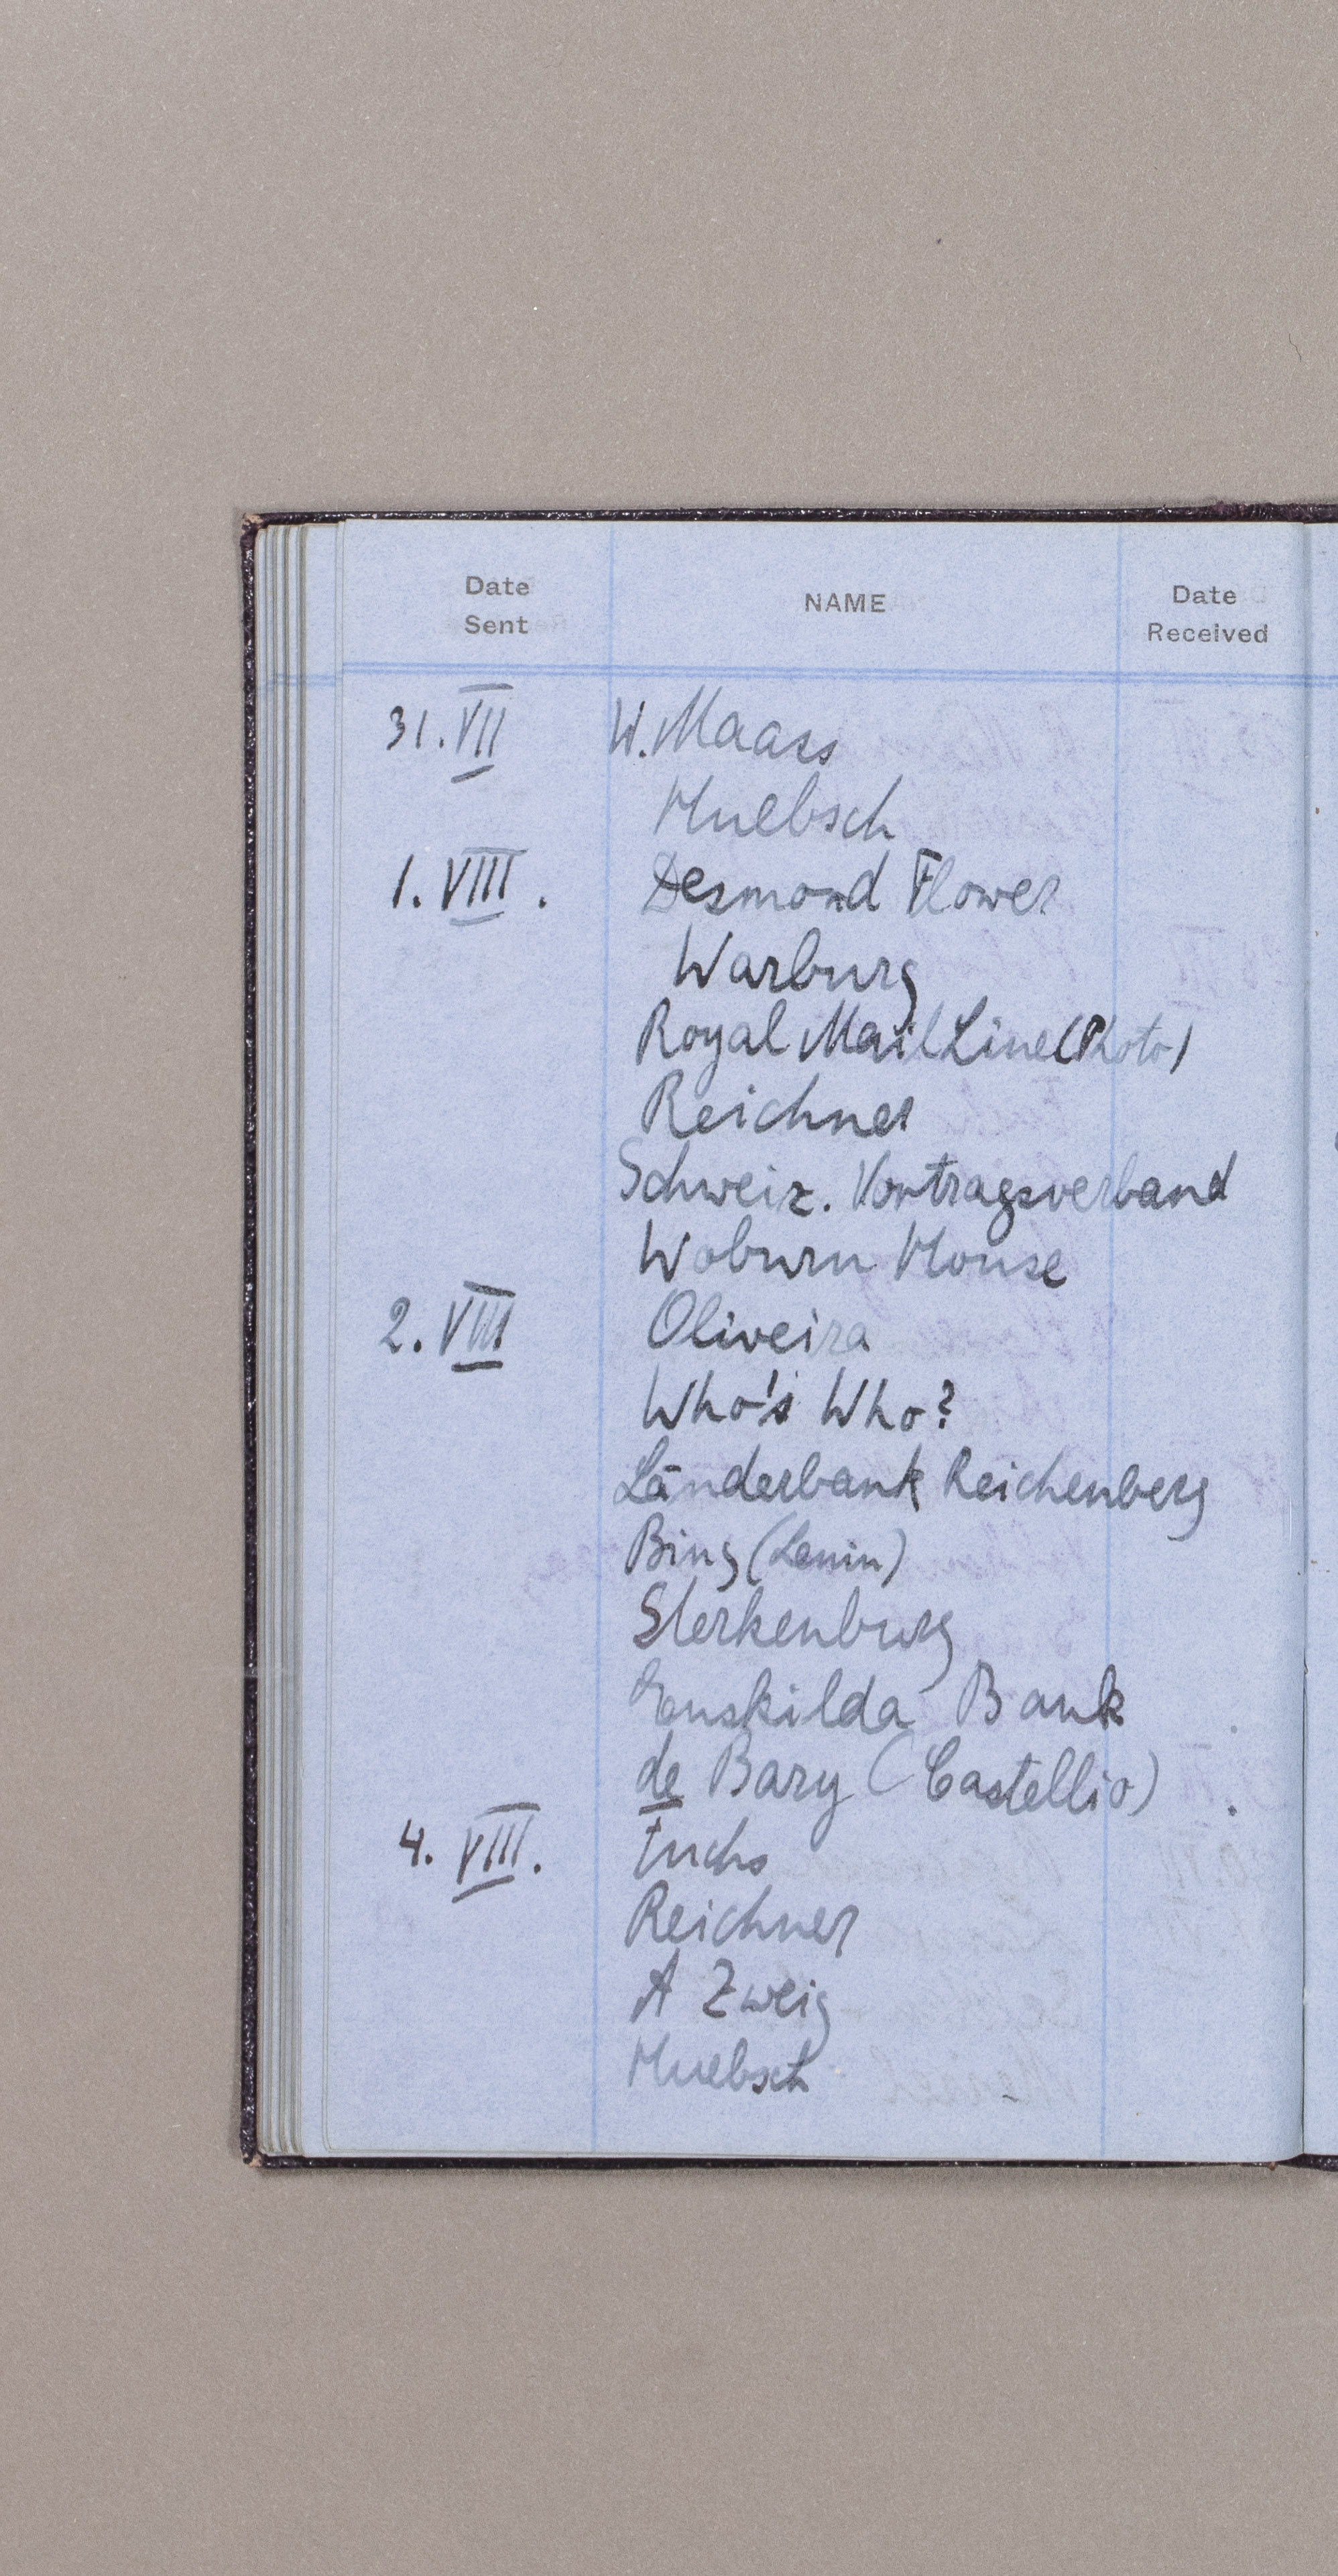 Date Sent NAME Date Received
31. VII W. Maass
Huebsch
1. VIII. Desmond Flower
Warburg
Royal Mail Line (Photo)
Reichner
Schweiz. Vortragsverband
Woburn House
2. VIII Oliveira
Who's Who?
Länderbank Reichenberg
Bing (Lenin)
Sterkenburg
Enskilda Bank
de Bary (Castellio)
4. VIII. Fuchs
Reichner
A Zweig
Huebsch